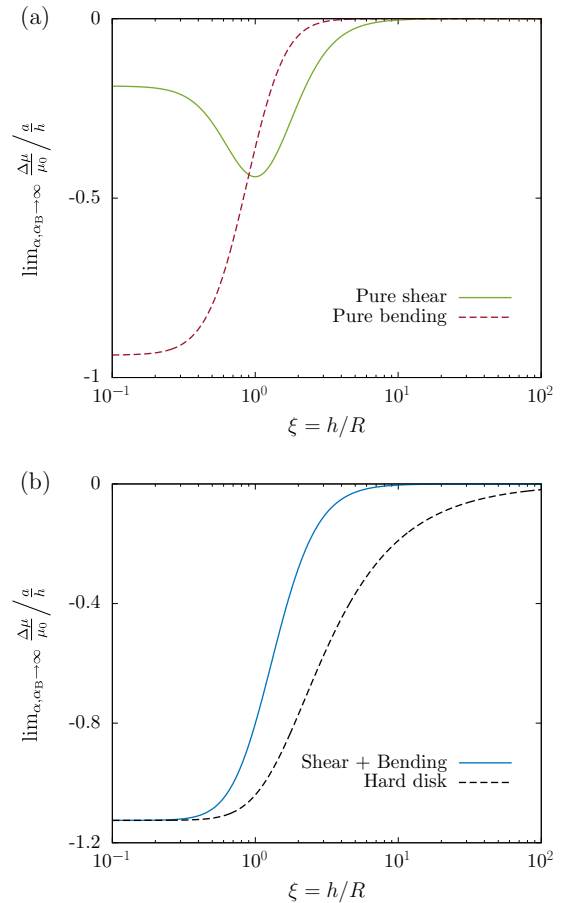 (a)
0
-0.5
-1
lim_{α,α_B→∞} Δμ/μ_0 / a/h
Pure shear
Pure bending
10^{-1} 10^0 10^1 10^2
ξ = h/R
(b)
0
-0.4
-0.8
-1.2
lim_{α,α_B→∞} Δμ/μ_0 / a/h
Shear + Bending
Hard disk
10^{-1} 10^0 10^1 10^2
ξ = h/R